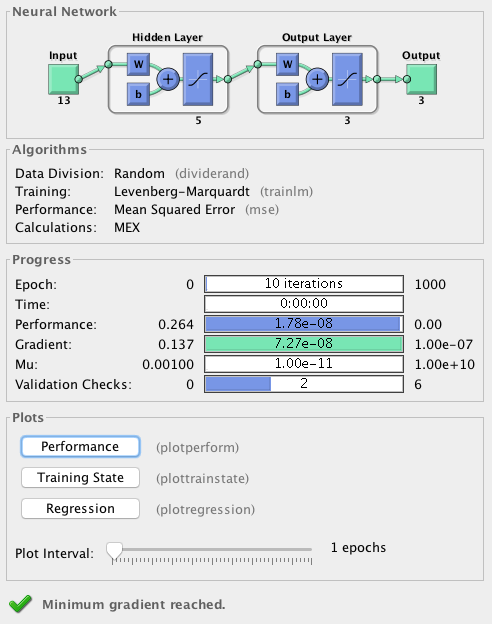 Neural Network
Hidden Layer Output Layer
Input Output
W W
b b
13 5 3 3
Algorithms
Data Division: Random (dividerand)
Training: Levenberg-Marquardt (trainlm)
Performance: Mean Squared Error (mse)
Calculations: MEX
Progress
Epoch: 0 10 iterations 1000
Time: 0:00:00
Performance: 0.264 1.78e-08 0.00
Gradient: 0.137 7.27e-08 1.00e-07
Mu: 0.00100 1.00e-11 1.00e+10
Validation Checks: 0 2 6
Plots
Performance (plotperform)
Training State (plottrainstate)
Regression (plotregression)
Plot Interval: 1 epochs
Minimum gradient reached.